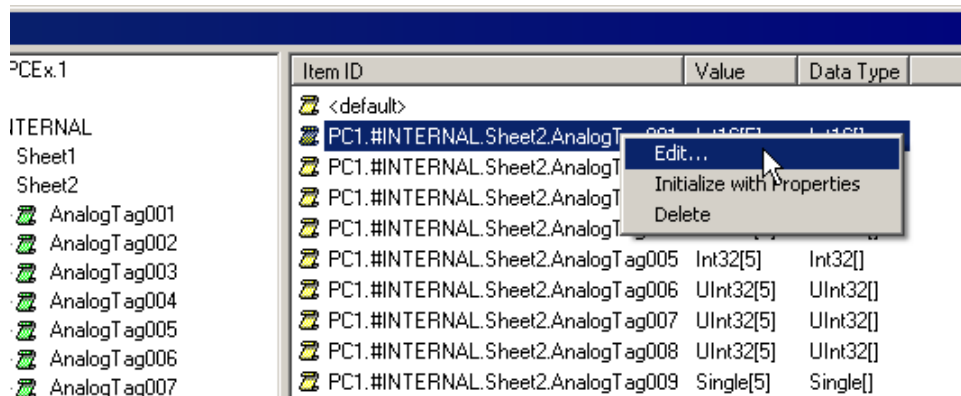 PCEx.1
INTERNAL
Sheet1
Sheet2
AnalogTag001
AnalogTag002
AnalogTag003
AnalogTag004
AnalogTag005
AnalogTag006
AnalogTag007
Item ID Value Data Type
<default>
PC1.#INTERNAL.Sheet2.AnalogTag001 Int16[5] Int16[]
PC1.#INTERNAL.Sheet2.AnalogT
PC1.#INTERNAL.Sheet2.AnalogT
PC1.#INTERNAL.Sheet2.AnalogT
PC1.#INTERNAL.Sheet2.AnalogTag005 Int32[5] Int32[]
PC1.#INTERNAL.Sheet2.AnalogTag006 UInt32[5] UInt32[]
PC1.#INTERNAL.Sheet2.AnalogTag007 UInt32[5] UInt32[]
PC1.#INTERNAL.Sheet2.AnalogTag008 UInt32[5] UInt32[]
PC1.#INTERNAL.Sheet2.AnalogTag009 Single[5] Single[]
Edit...
Initialize with Properties
Delete